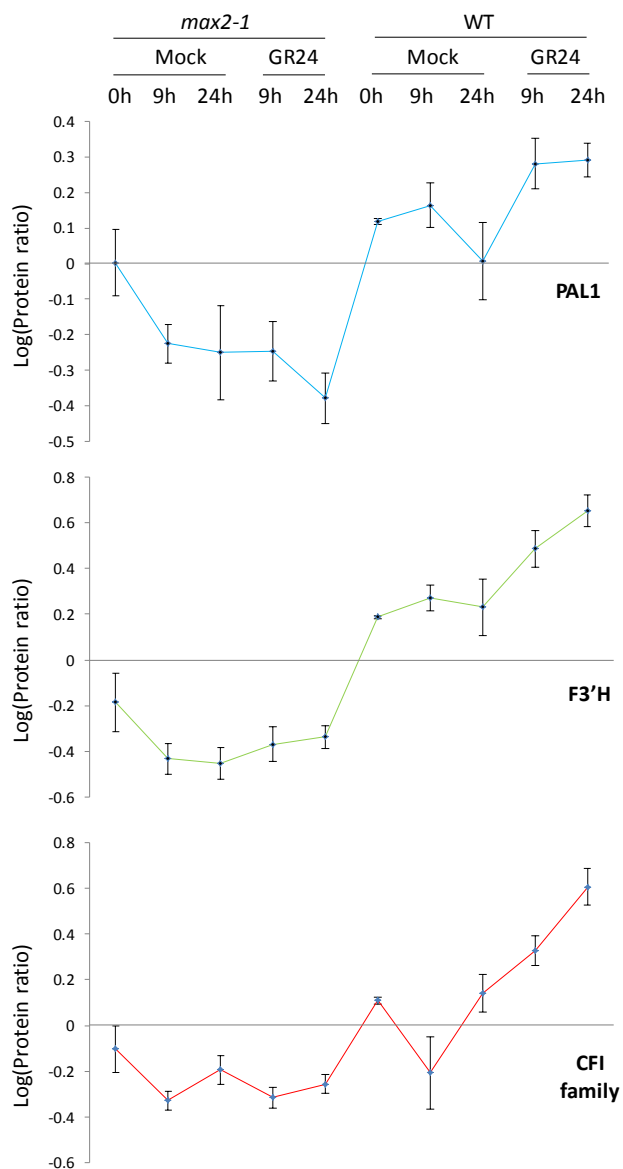 max2-1 WT
Mock GR24 Mock GR24
0h 9h 24h 9h 24h 0h 9h 24h 9h 24h
0.4
0.3
0.2
0.1
0
-0.1
-0.2
-0.3
-0.4
-0.5
Log(Protein ratio)
PAL1
0.8
0.6
0.4
0.2
0
-0.2
-0.4
-0.6
Log(Protein ratio)
F3'H
0.8
0.6
0.4
0.2
0
-0.2
-0.4
-0.6
Log(Protein ratio)
CFI
family